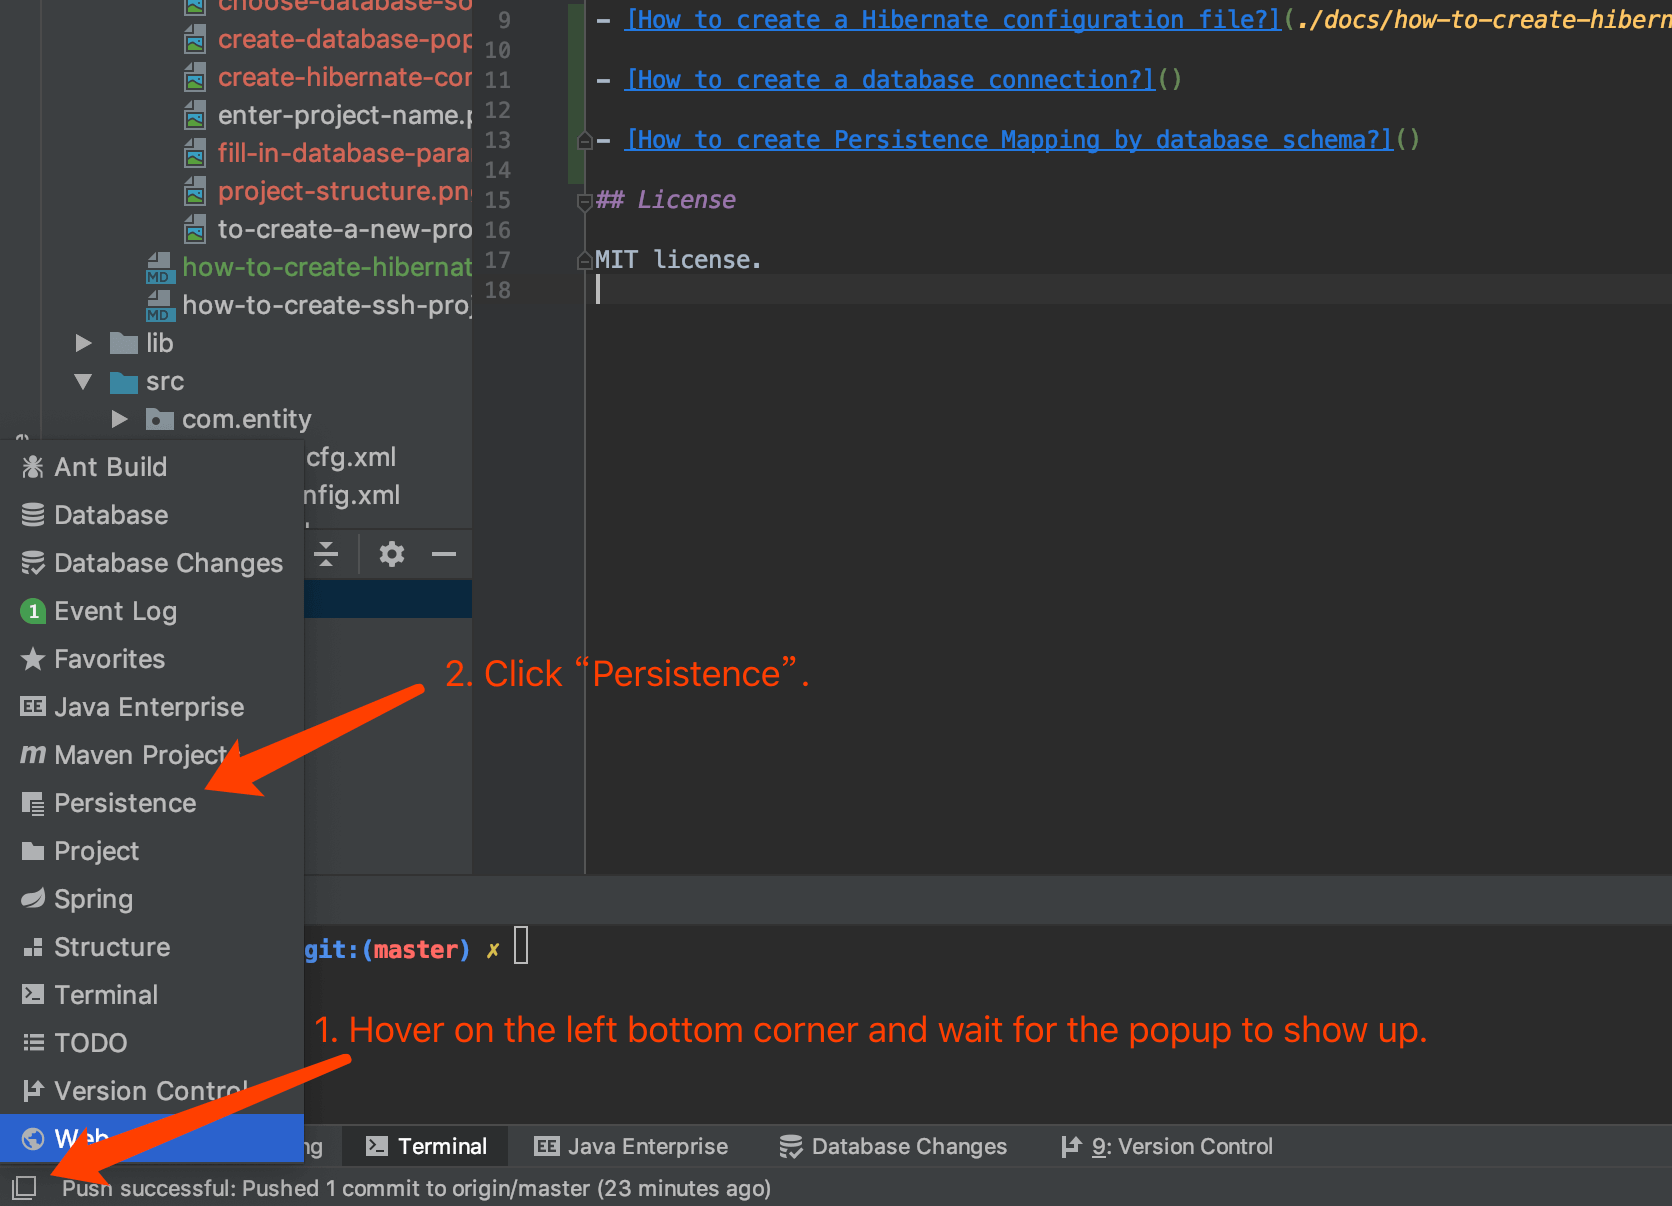 choose-database-so
create-database-pop
create-hibernate-cor
enter-project-name.p
fill-in-database-para
project-structure.pn
to-create-a-new-pro
MD how-to-create-hibernat
MD how-to-create-ssh-proj
lib
src
com.entity
cfg.xml
nfig.xml
9 - [How to create a Hibernate configuration file?](./docs/how-to-create-hibern
10
11 - [How to create a database connection?]()
12
13 - [How to create Persistence Mapping by database schema?]()
14
15 ## License
16
17 MIT license.
18
Ant Build
Database
Database Changes
1 Event Log
Favorites
EE Java Enterprise
m Maven Project
Persistence
Project
Spring
Structure
Terminal
TODO
Version Control
Web
2. Click “Persistence”.
git:(master) ✗
1. Hover on the left bottom corner and wait for the popup to show up.
ng
Terminal
EE Java Enterprise
Database Changes
9: Version Control
Push successful: Pushed 1 commit to origin/master (23 minutes ago)